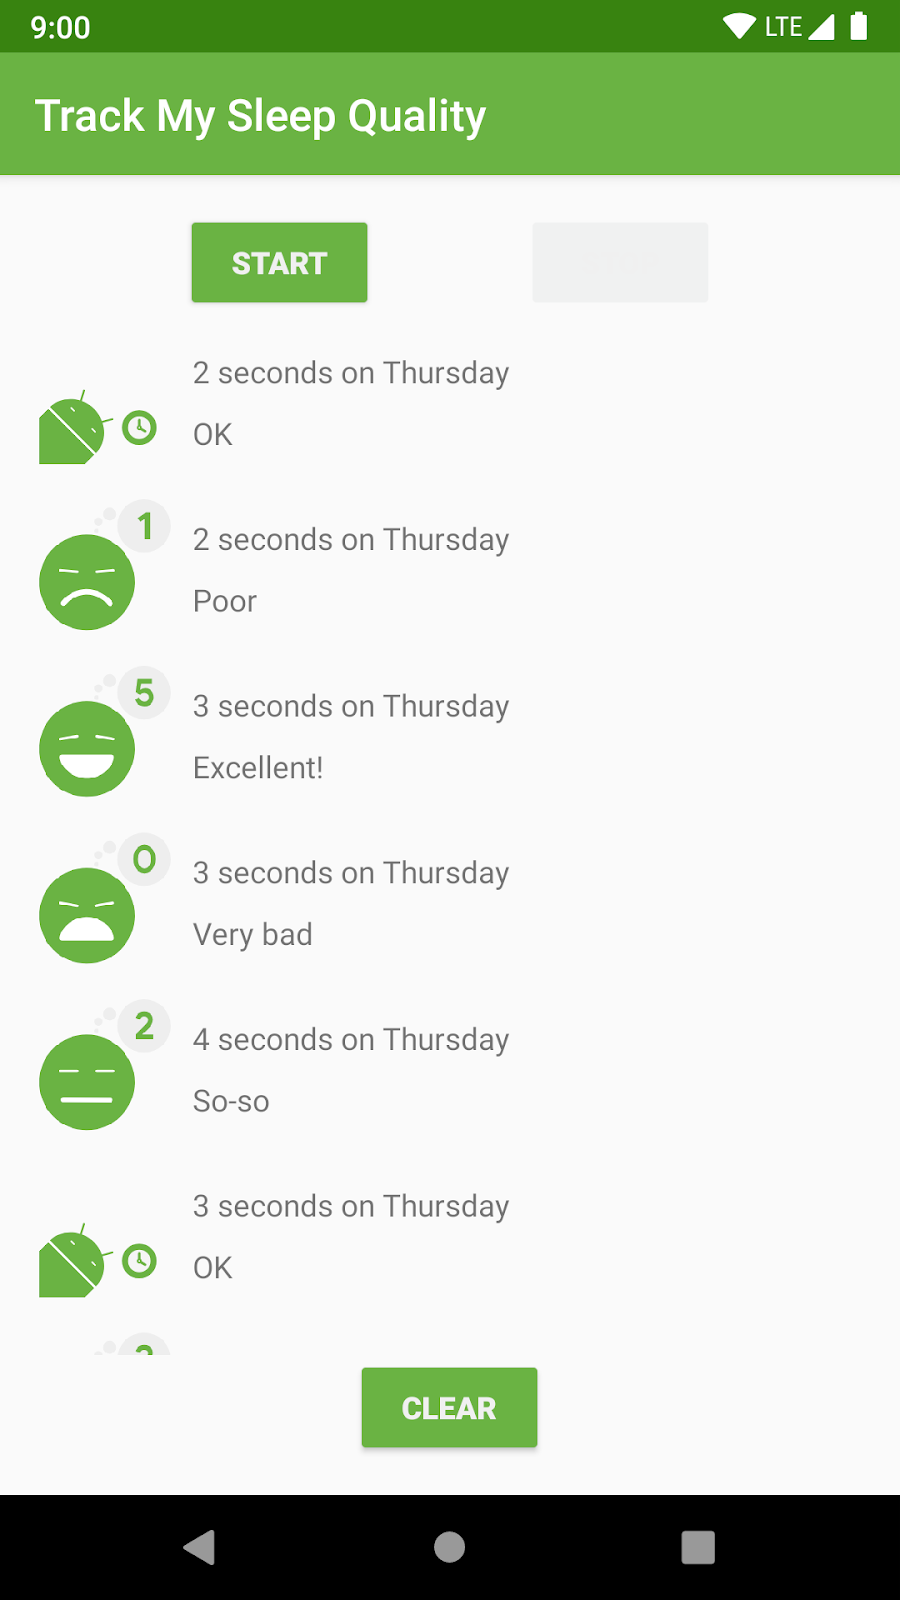 9:00 LTE
Track My Sleep Quality
START
2 seconds on Thursday
OK
1
2 seconds on Thursday
Poor
5
3 seconds on Thursday
Excellent!
0
3 seconds on Thursday
Very bad
2
4 seconds on Thursday
So-so
3 seconds on Thursday
OK
CLEAR